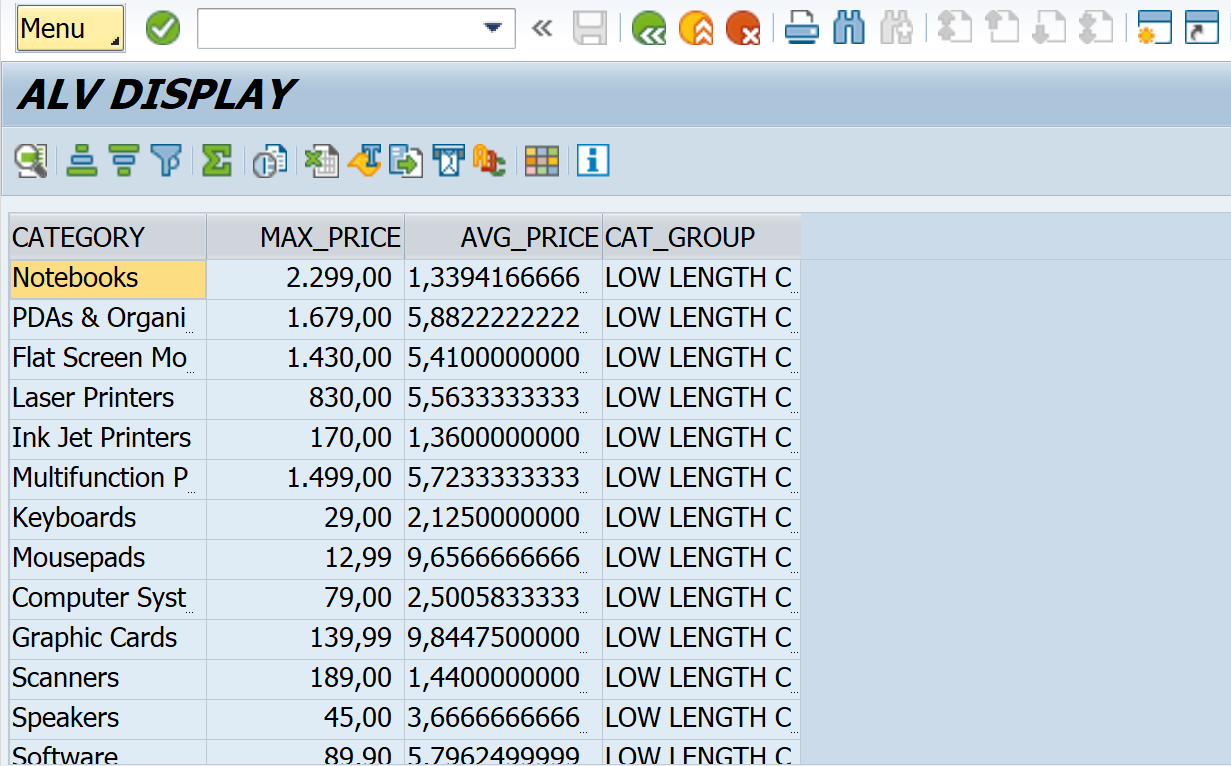 Menu
ALV DISPLAY
CATEGORY MAX_PRICE AVG_PRICE CAT_GROUP
Notebooks 2.299,00 1,3394166666 LOW LENGTH C
PDAs & Organi 1.679,00 5,8822222222 LOW LENGTH C
Flat Screen Mo 1.430,00 5,4100000000 LOW LENGTH C
Laser Printers 830,00 5,5633333333 LOW LENGTH C
Ink Jet Printers 170,00 1,3600000000 LOW LENGTH C
Multifunction P 1.499,00 5,7233333333 LOW LENGTH C
Keyboards 29,00 2,1250000000 LOW LENGTH C
Mousepads 12,99 9,6566666666 LOW LENGTH C
Computer Syst 79,00 2,5005833333 LOW LENGTH C
Graphic Cards 139,99 9,8447500000 LOW LENGTH C
Scanners 189,00 1,4400000000 LOW LENGTH C
Speakers 45,00 3,6666666666 LOW LENGTH C
Software 89,90 5,7962499999 LOW LENGTH C